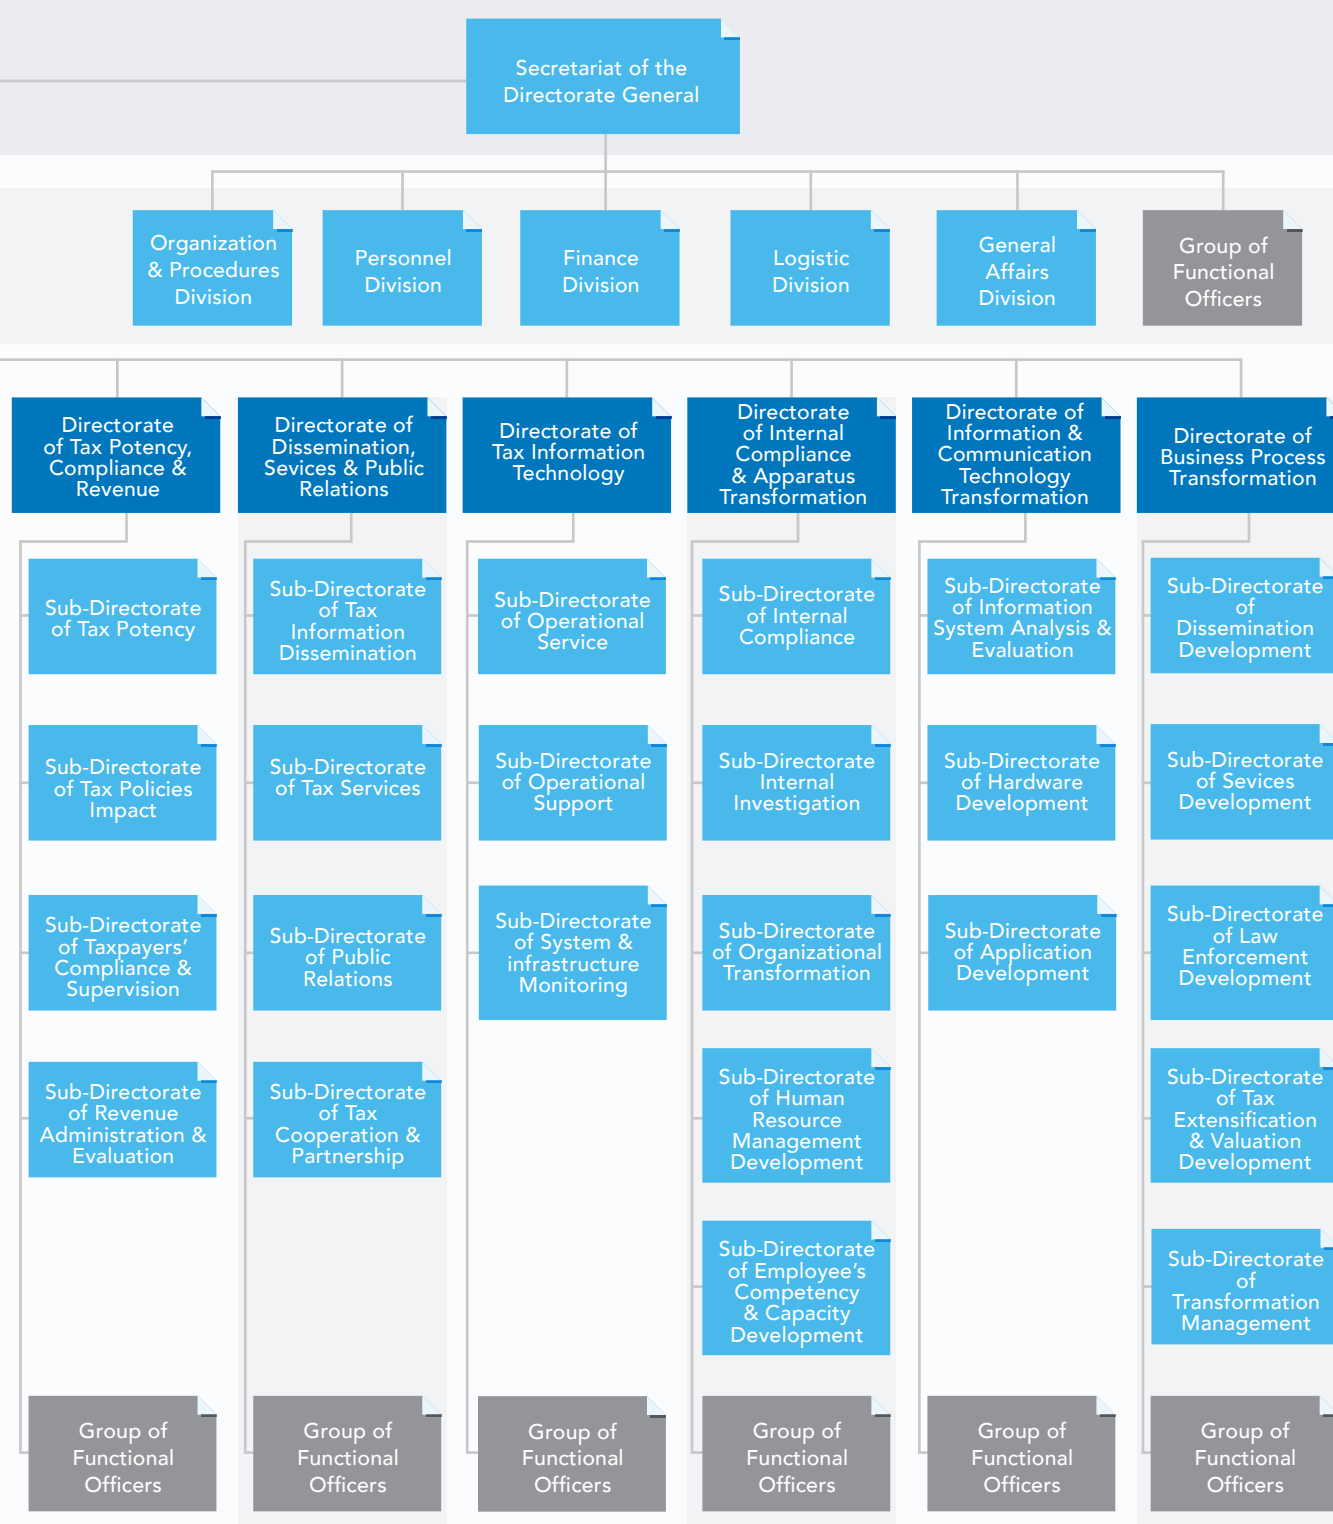 Secretariat of the
Directorate General
Organization
& Procedures
Division
Personnel
Division
Finance
Division
Logistic
Division
General
Affairs
Division
Group of
Functional
Officers
Directorate
of Tax Potency,
Compliance &
Revenue
Directorate of
Dissemination,
Sevices & Public
Relations
Directorate of
Tax Information
Technology
Directorate
of Internal
Compliance
& Apparatus
Transformation
Directorate of
Information &
Communication
Technology
Transformation
Directorate of
Business Process
Transformation
Sub-Directorate
of Tax Potency
Sub-Directorate
of Tax
Information
Dissemination
Sub-Directorate
of Operational
Service
Sub-Directorate
of Internal
Compliance
Sub-Directorate
of Information
System Analysis &
Evaluation
Sub-Directorate
of
Dissemination
Development
Sub-Directorate
of Tax Policies
Impact
Sub-Directorate
of Tax Services
Sub-Directorate
of Operational
Support
Sub-Directorate
Internal
Investigation
Sub-Directorate
of Hardware
Development
Sub-Directorate
of Sevices
Development
Sub-Directorate
of Taxpayers’
Compliance &
Supervision
Sub-Directorate
of Public
Relations
Sub-Directorate
of System &
infrastructure
Monitoring
Sub-Directorate
of Organizational
Transformation
Sub-Directorate
of Application
Development
Sub-Directorate
of Law
Enforcement
Development
Sub-Directorate
of Revenue
Administration &
Evaluation
Sub-Directorate
of Tax
Cooperation &
Partnership
Sub-Directorate
of Human
Resource
Management
Development
Sub-Directorate
of Tax
Extensification
& Valuation
Development
Sub-Directorate
of Employee’s
Competency
& Capacity
Development
Sub-Directorate
of
Transformation
Management
Group of
Functional
Officers
Group of
Functional
Officers
Group of
Functional
Officers
Group of
Functional
Officers
Group of
Functional
Officers
Group of
Functional
Officers